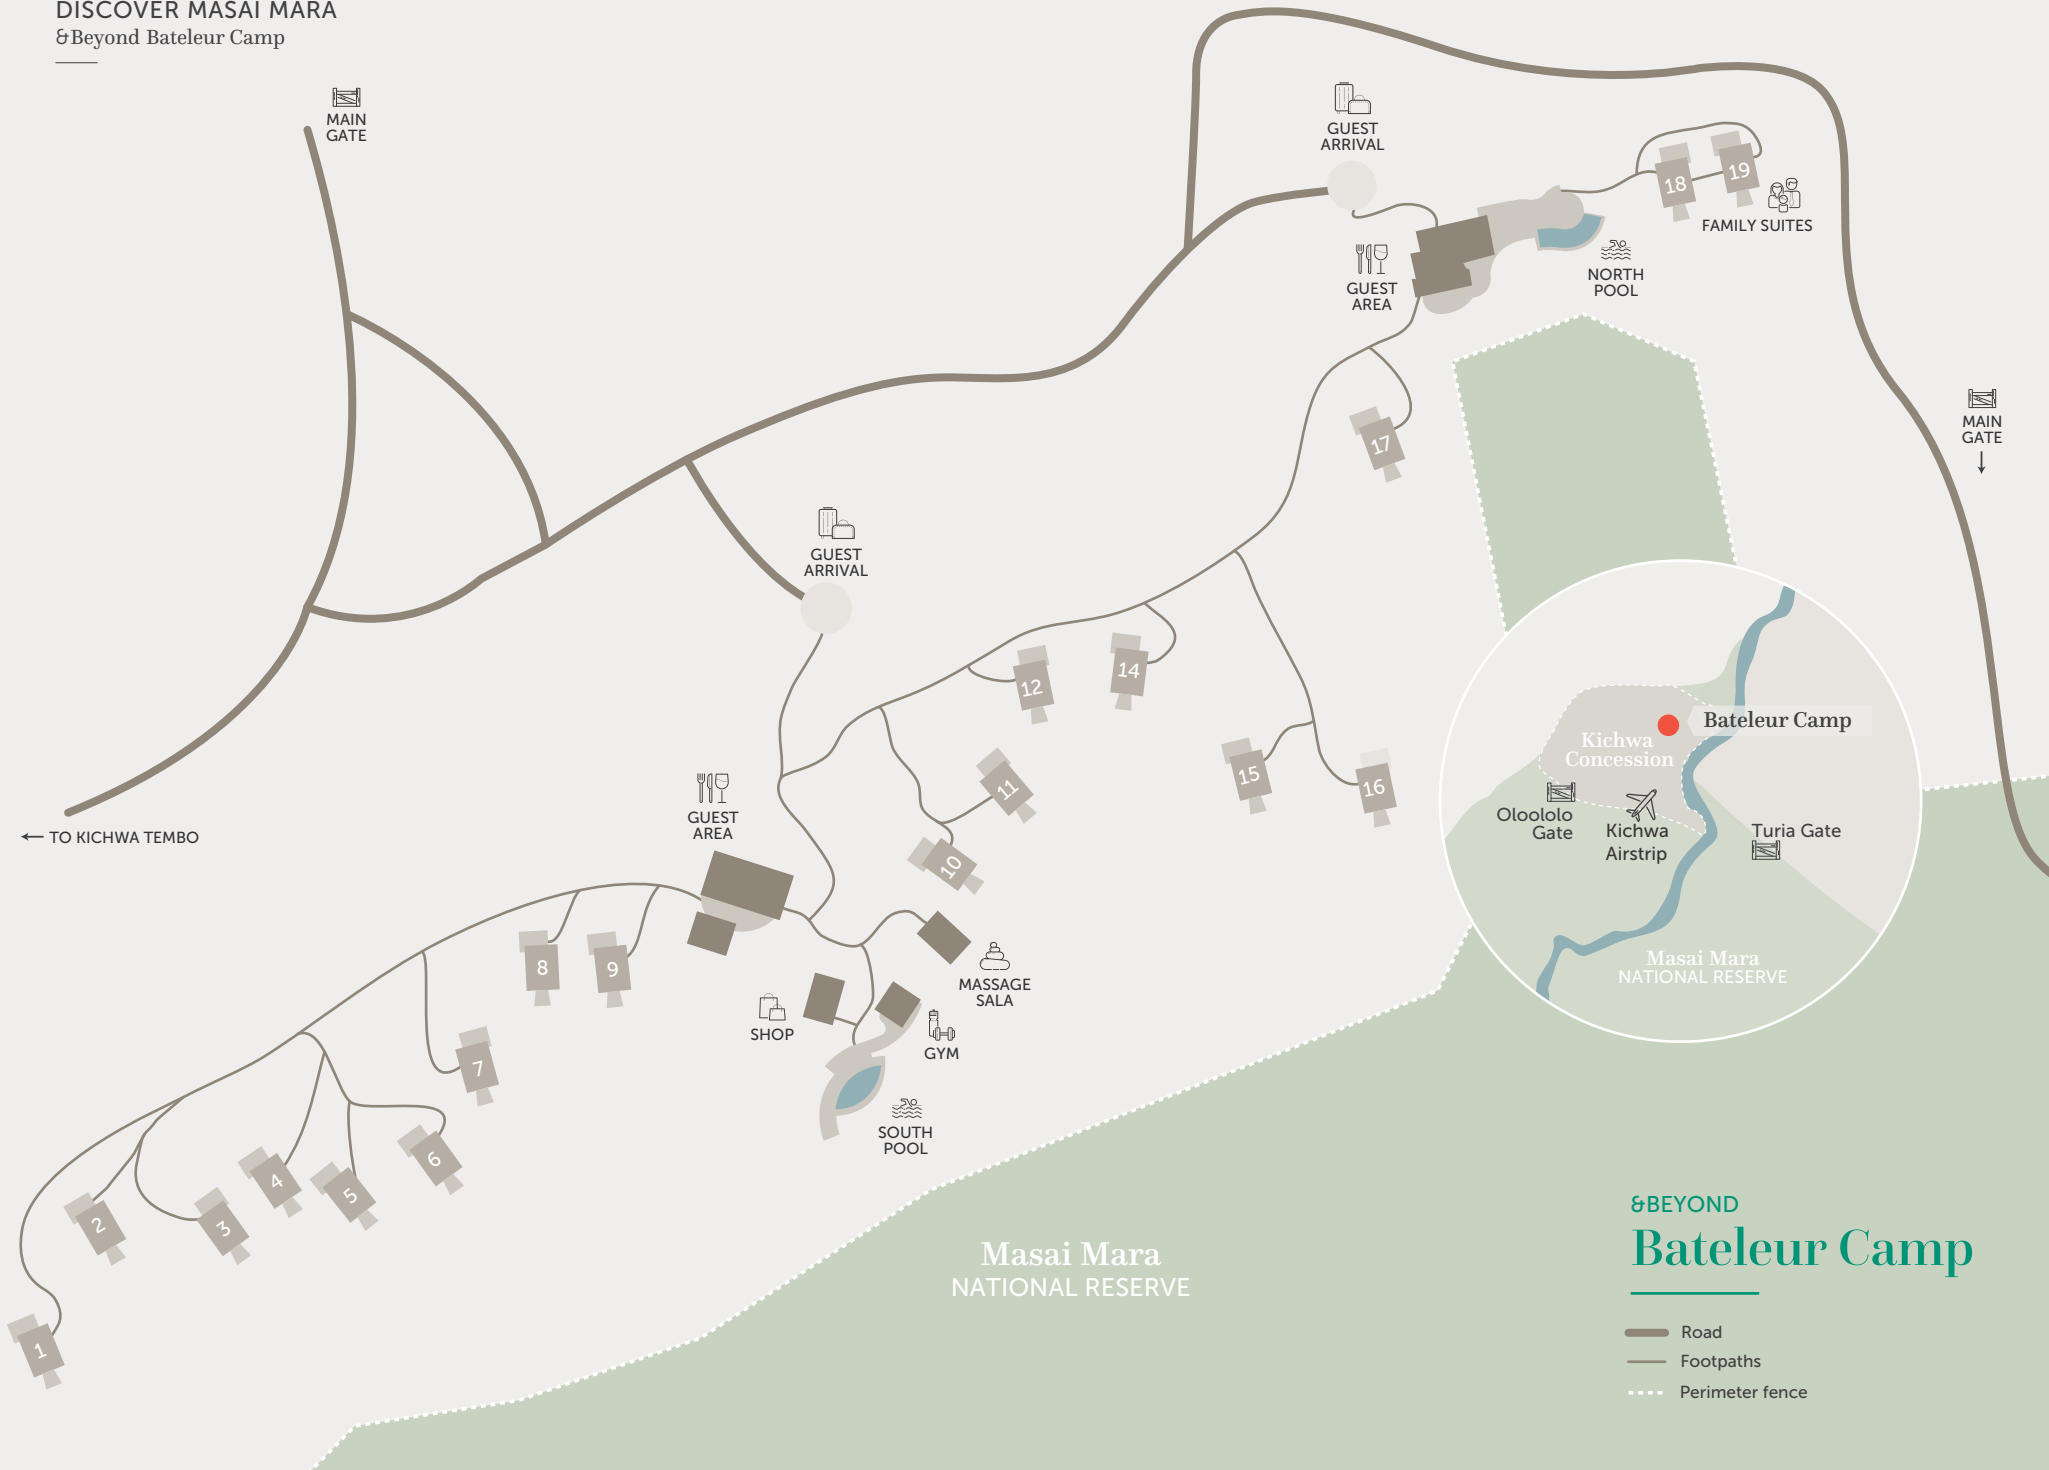 DISCOVER MASAI MARA
&Beyond Bateleur Camp
MAIN
GATE
GUEST
ARRIVAL
18
19
FAMILY SUITES
NORTH
POOL
GUEST
AREA
17
MAIN
GATE
GUEST
ARRIVAL
12
14
15
16
11
10
GUEST
AREA
← TO KICHWA TEMBO
8
9
7
MASSAGE
SALA
SHOP
GYM
SOUTH
POOL
6
5
4
3
2
1
Bateleur Camp
Kichwa
Concession
Oloololo
Gate
Kichwa
Airstrip
Turia Gate
Masai Mara
NATIONAL RESERVE
Masai Mara
NATIONAL RESERVE
&BEYOND
Bateleur Camp
Road
Footpaths
Perimeter fence